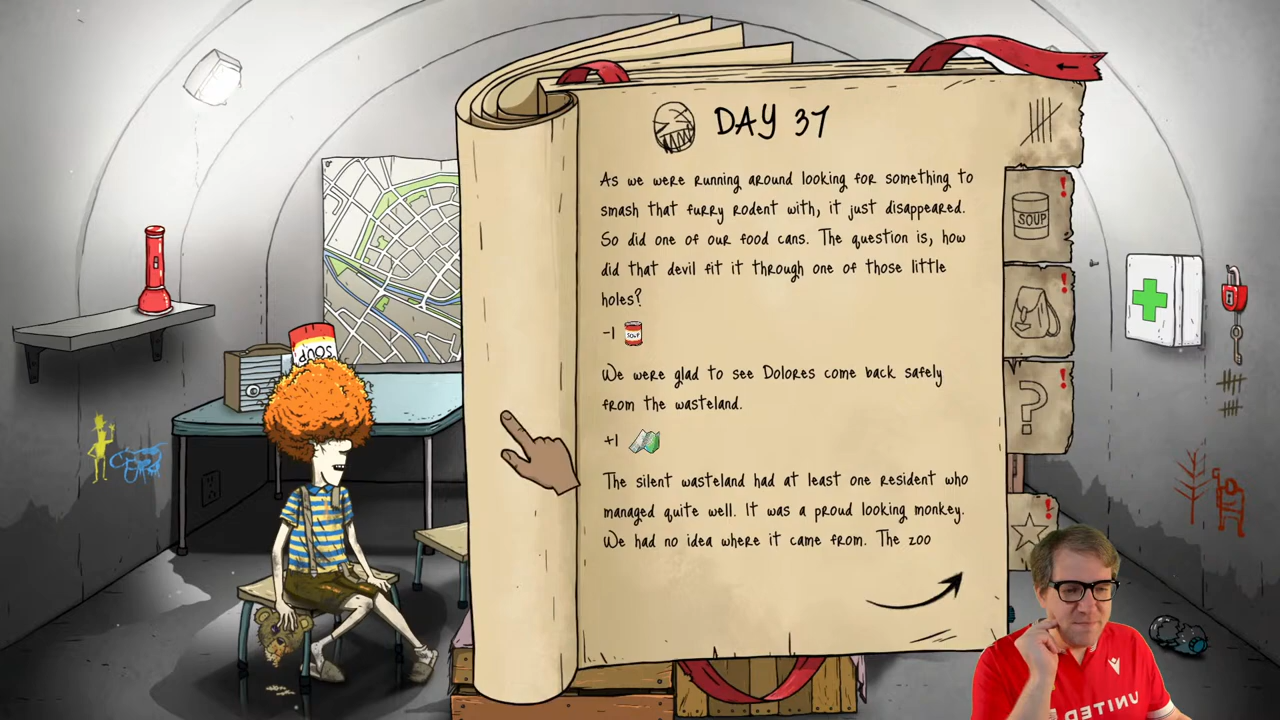 DAY 37
As we were running around looking for something to
smash that furry rodent with, it just disappeared.
So did one of our food cans. The question is, how
did that devil fit it through one of those little
holes?
-1
SOUP
We were glad to see Dolores come back safely
from the wasteland.
+1
The silent wasteland had at least one resident who
managed quite well. It was a proud looking monkey.
We had no idea where it came from. The zoo
SOUP
!
SOUP
!
?
!
!
UNITED